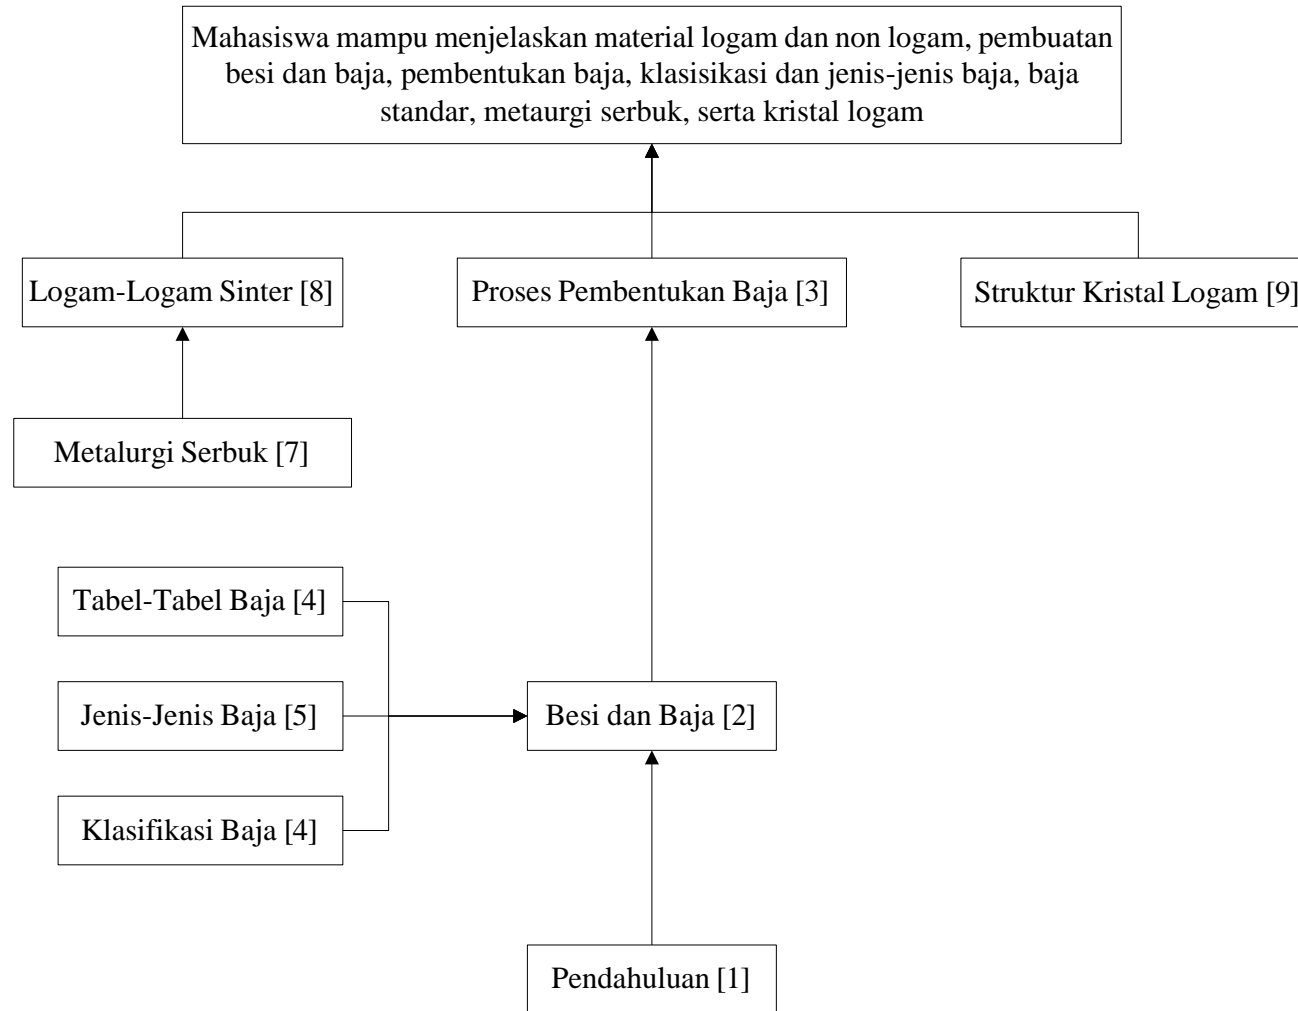 Mahasiswa mampu menjelaskan material logam dan non logam, pembuatan
besi dan baja, pembentukan baja, klasisikasi dan jenis-jenis baja, baja
standar, metaurgi serbuk, serta kristal logam
Logam-Logam Sinter [8]
Proses Pembentukan Baja [3]
Struktur Kristal Logam [9]
Metalurgi Serbuk [7]
Tabel-Tabel Baja [4]
Jenis-Jenis Baja [5]
Besi dan Baja [2]
Klasifikasi Baja [4]
Pendahuluan [1]